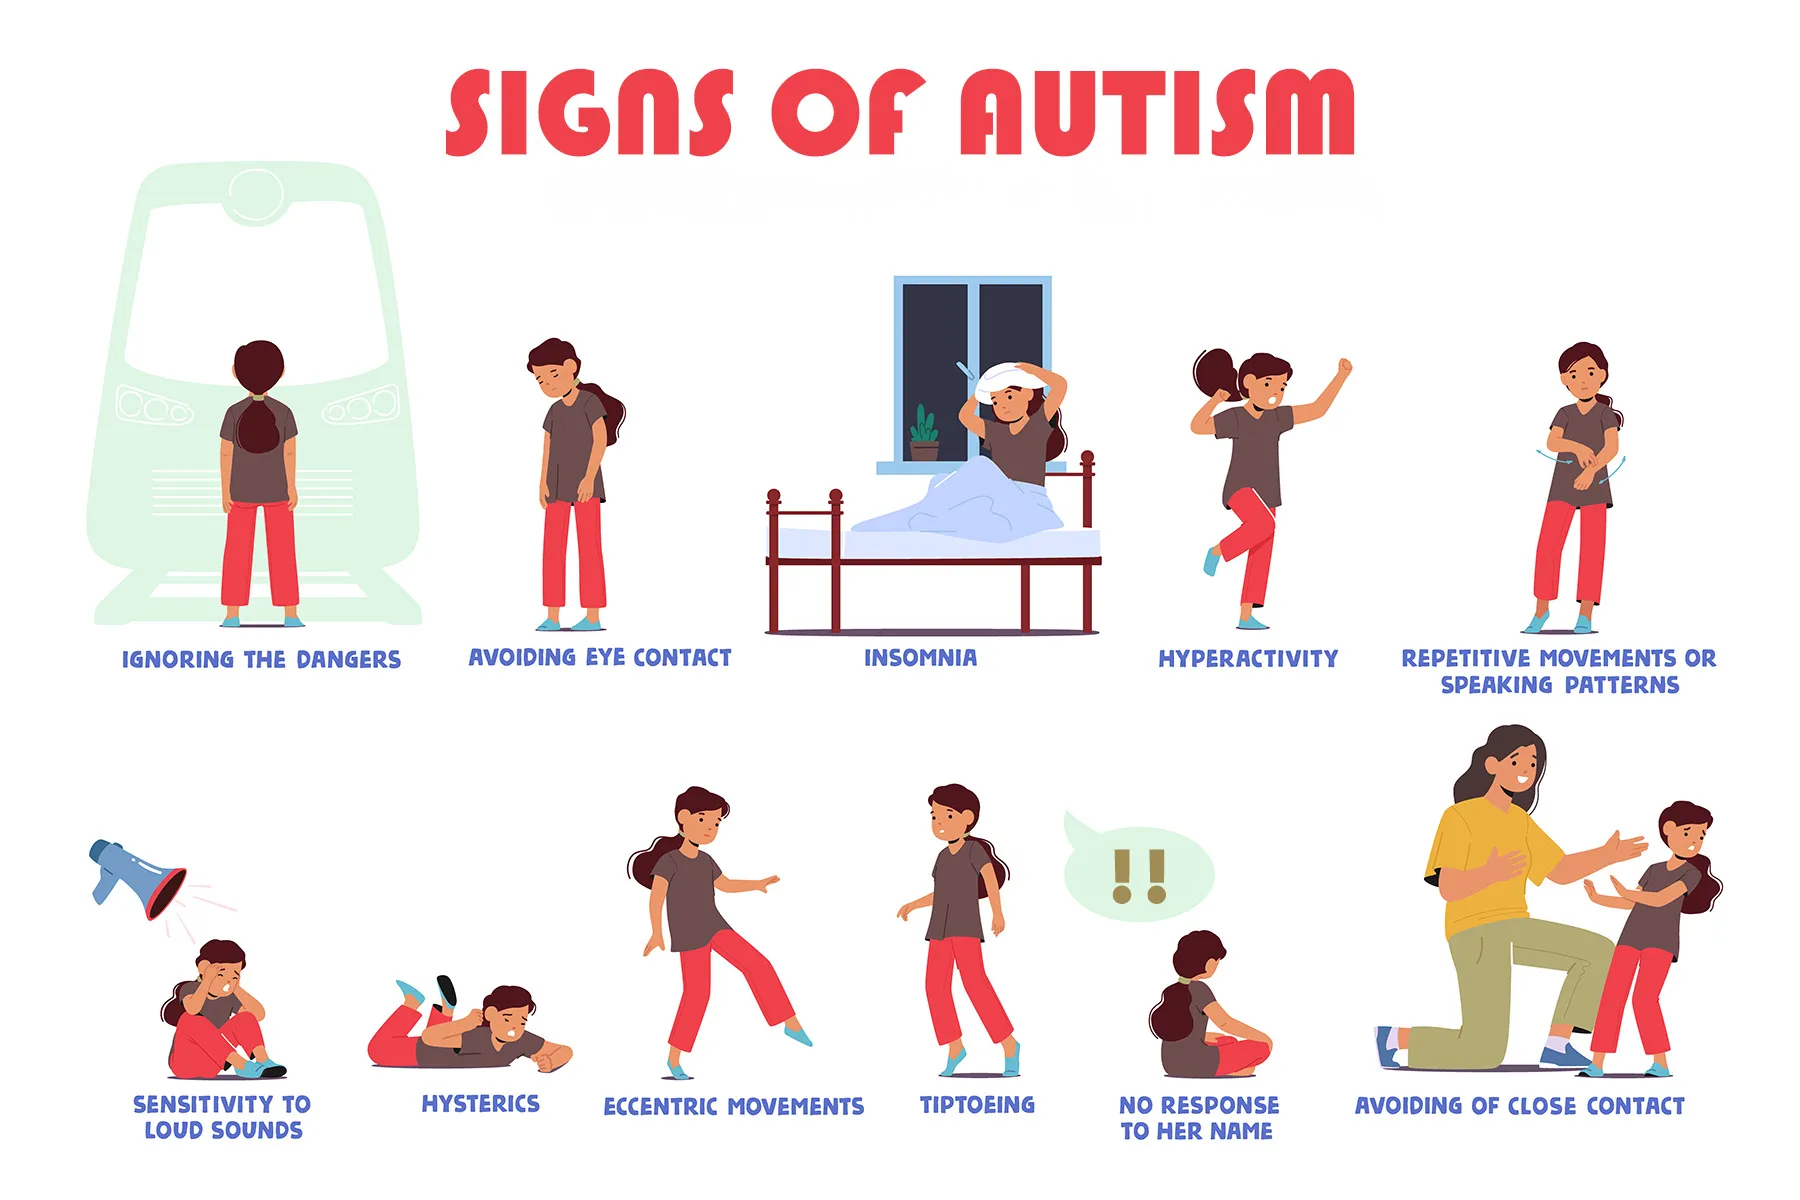 SIGNS OF AUTISM
IGNORING THE DANGERS
AVOIDING EYE CONTACT
INSOMNIA
HYPERACTIVITY
REPETITIVE MOVEMENTS OR
SPEAKING PATTERNS
!!
SENSITIVITY TO
LOUD SOUNDS
HYSTERICS
ECCENTRIC MOVEMENTS
TIPTOEING
NO RESPONSE
TO HER NAME
AVOIDING OF CLOSE CONTACT